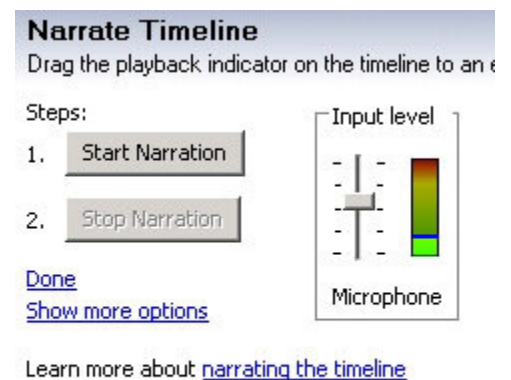 Narrate Timeline
Drag the playback indicator on the timeline to an
Steps:
Input level
1. Start Narration
2. Stop Narration
Done
Show more options
Microphone
Learn more about narrating the timeline